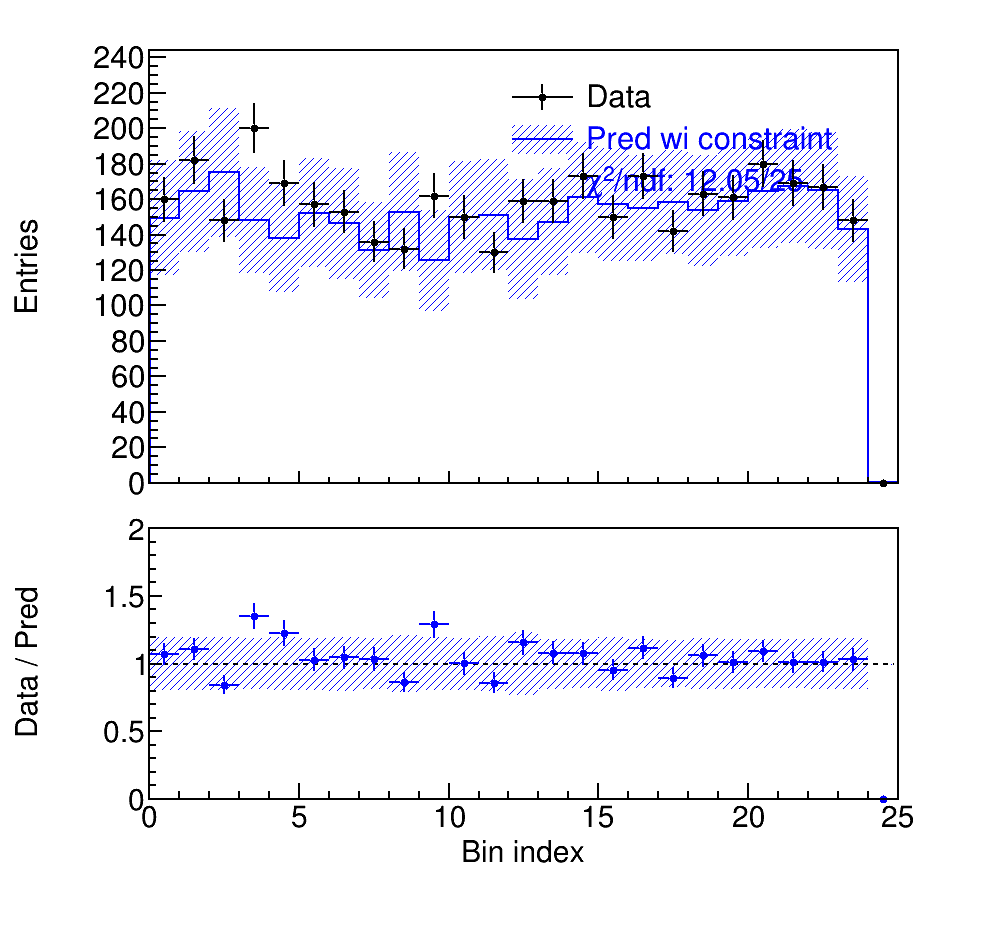 240
220
200
180
160
140
120
100
80
60
40
20
0
Entries
Data
Pred wi constraint
χ²/ndf: 12.05/25
2
1.5
1
0.5
0
Data / Pred
0 5 10 15 20 25
Bin index